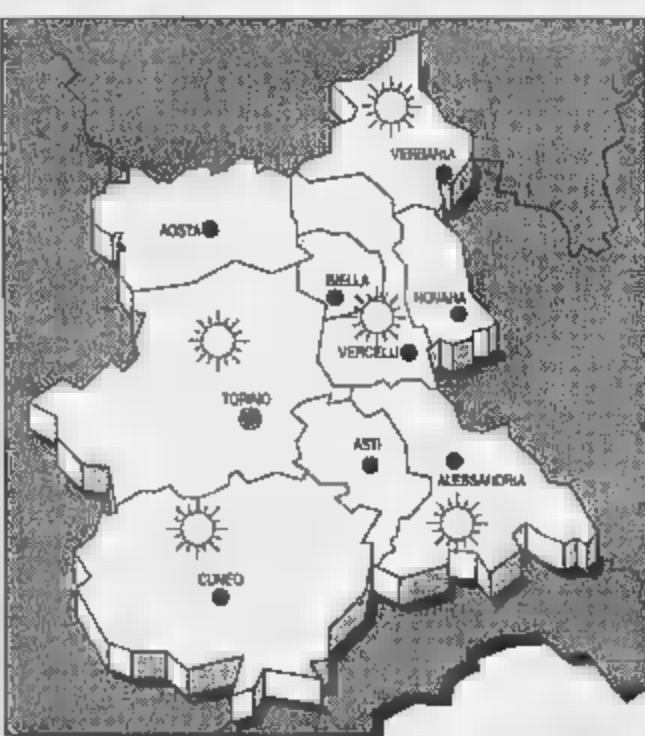 VERBANIA
AOSTA
BIELLA
NOVARA
VERCELLI
TORINO
ASTI
ALESSANDRIA
CUNEO